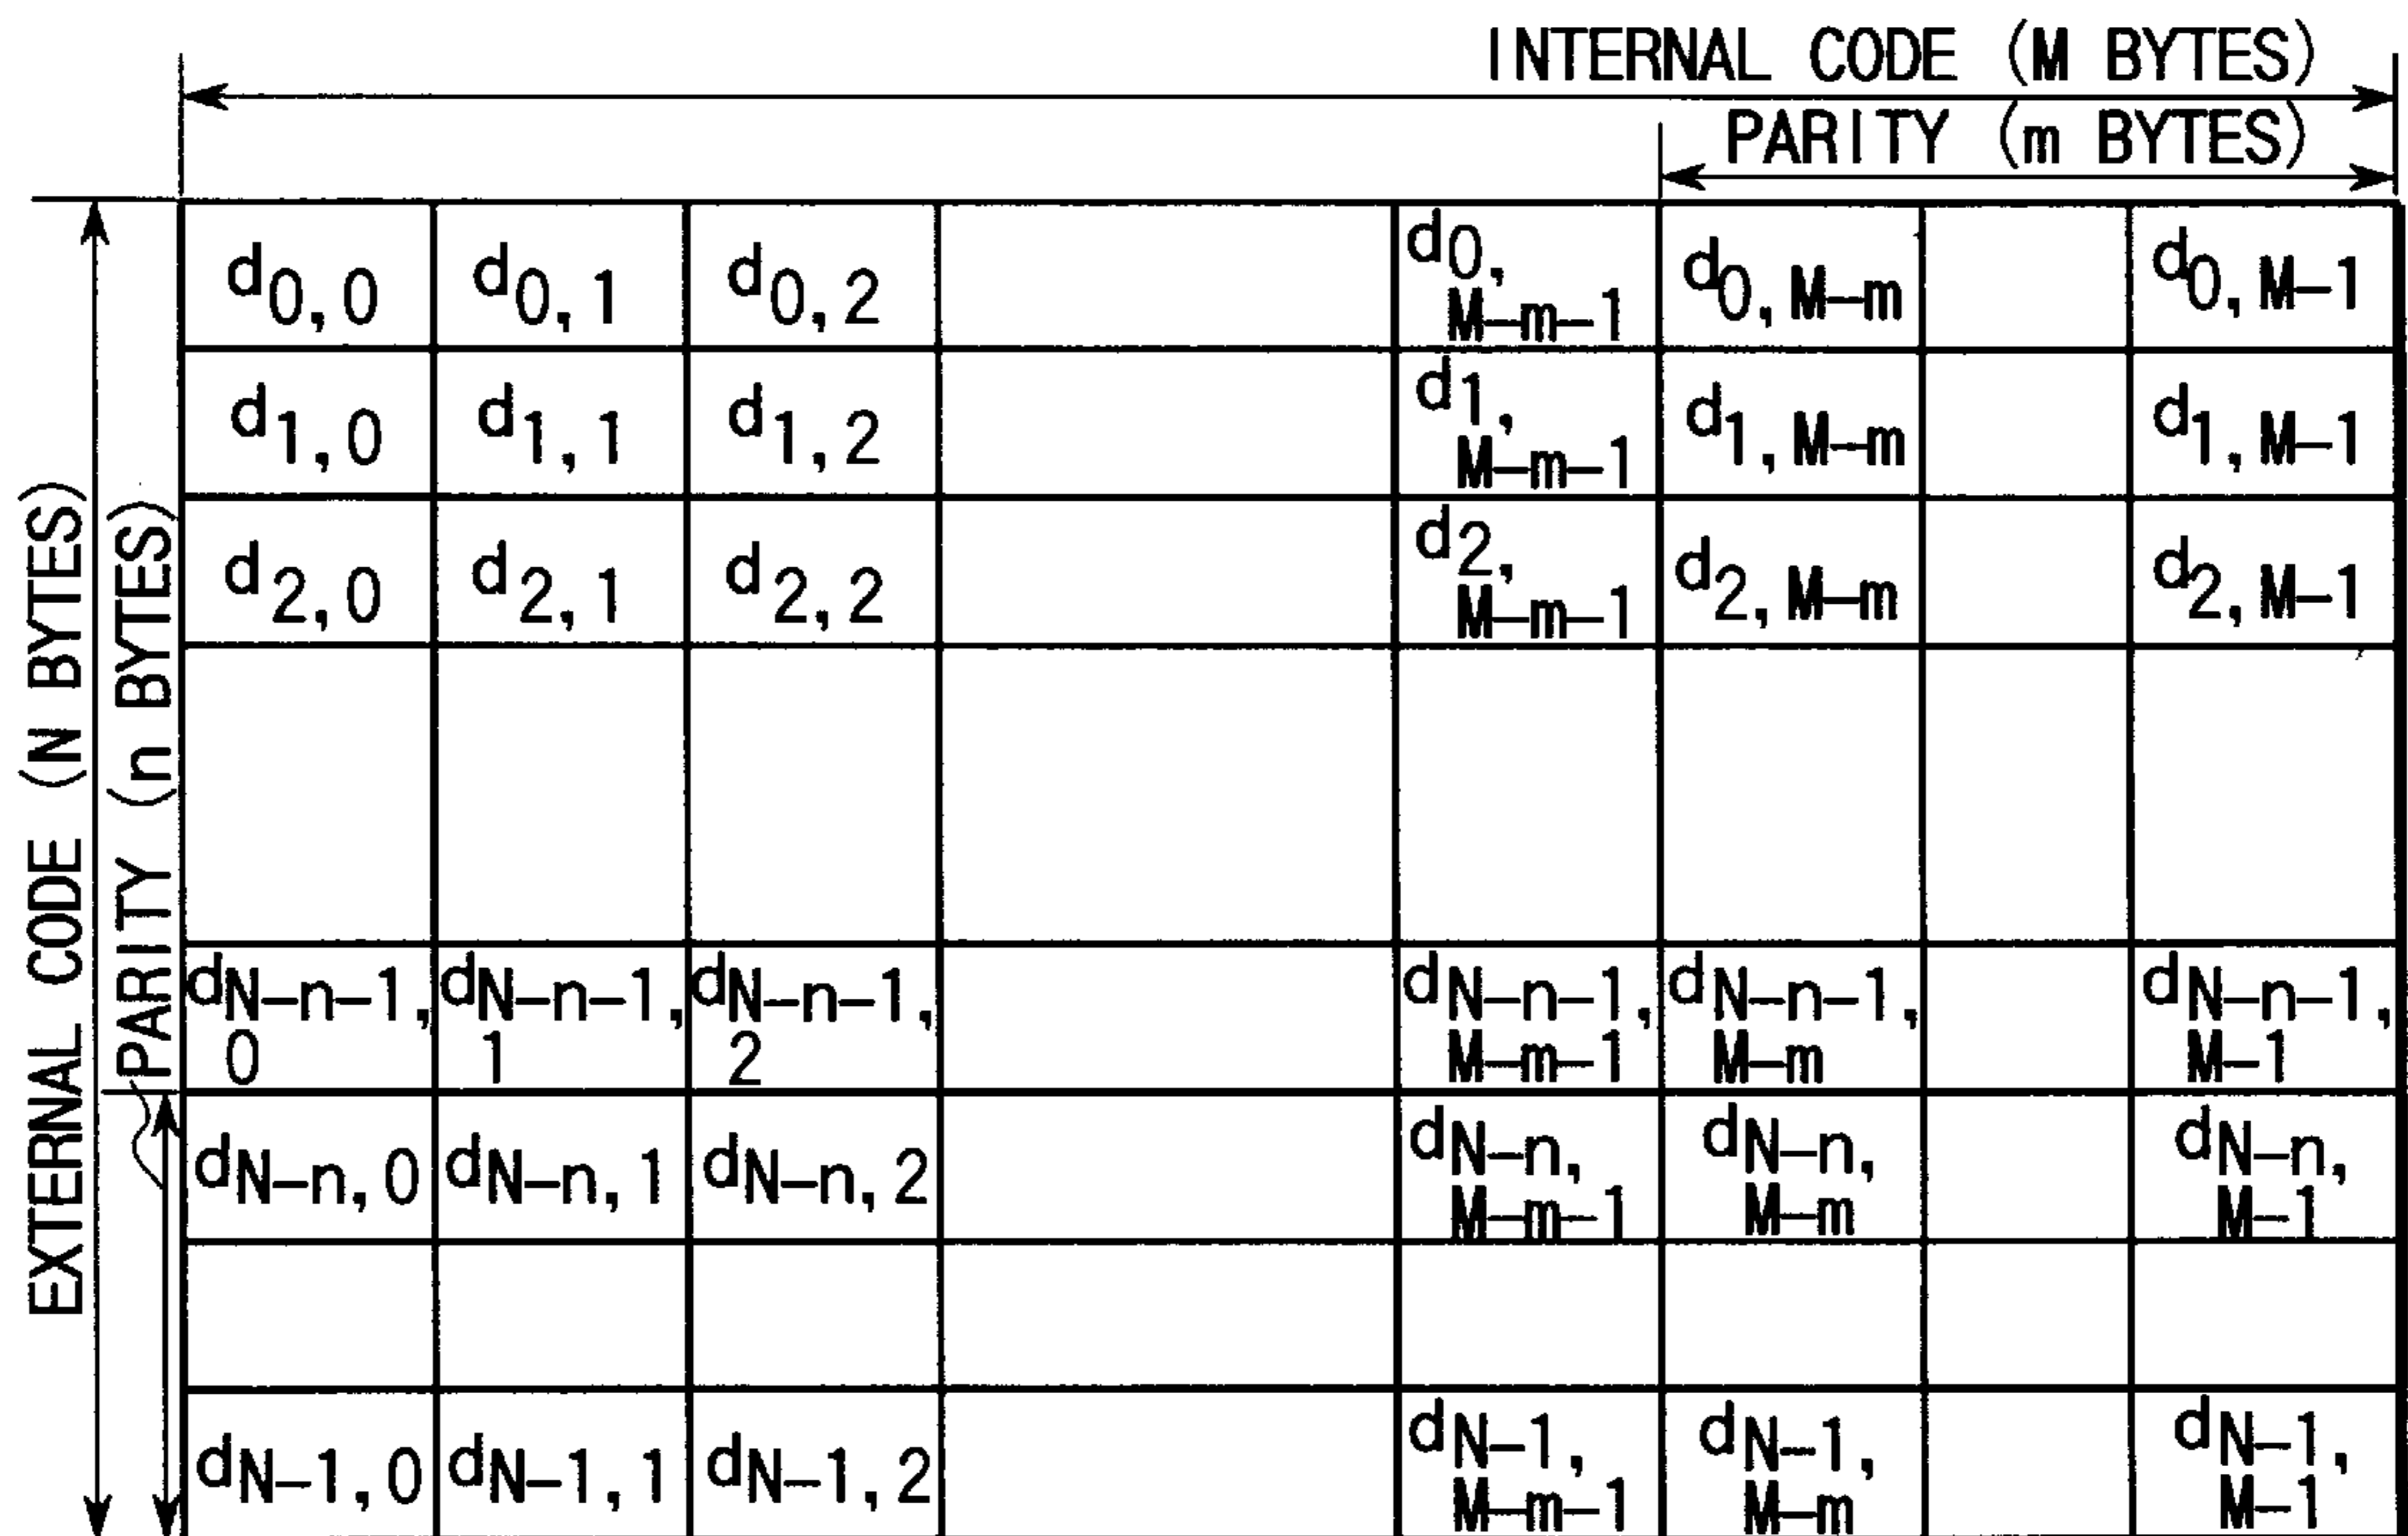 INTERNAL CODE (M BYTES)
PARITY (m BYTES)
EXTERNAL CODE (N BYTES)
PARITY (n BYTES)
d0,0 d0,1 d0,2 d0, M-m-1 d0,M-m d0,M-1
d1,0 d1,1 d1,2 d1, M-m-1 d1,M-m d1,M-1
d2,0 d2,1 d2,2 d2, M-m-1 d2,M-m d2,M-1
dN-n-1, 0 dN-n-1, 1 dN-n-1, 2 dN-n-1, M-m-1 dN-n-1, M-m dN-n-1, M-1
dN-n,0 dN-n,1 dN-n,2 dN-n, M-m-1 dN-n, M-m dN-n, M-1
dN-1,0 dN-1,1 dN-1,2 dN-1, M-m-1 dN-1, M-m dN-1, M-1